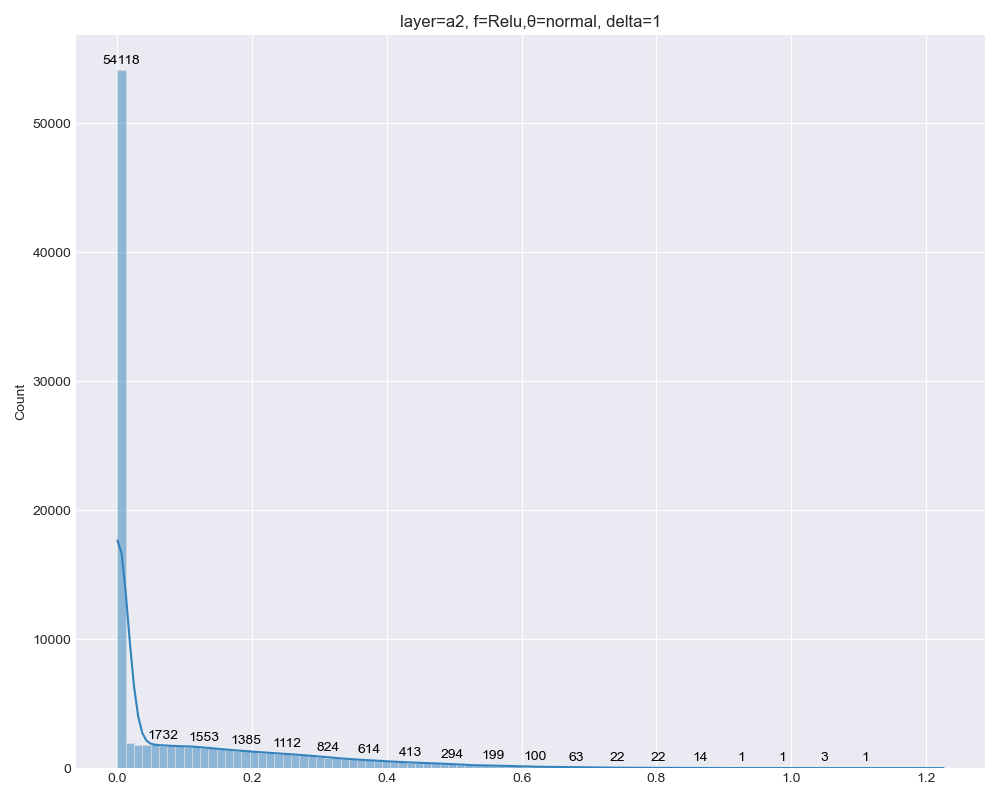 layer=a2, f=Relu,θ=normal, delta=1
54118
50000
40000
30000
Count
20000
10000
1732 1553 1385 1112 824 614 413 294 199 100 63 22 22 14 1 1 3 1
0
0.0 0.2 0.4 0.6 0.8 1.0 1.2